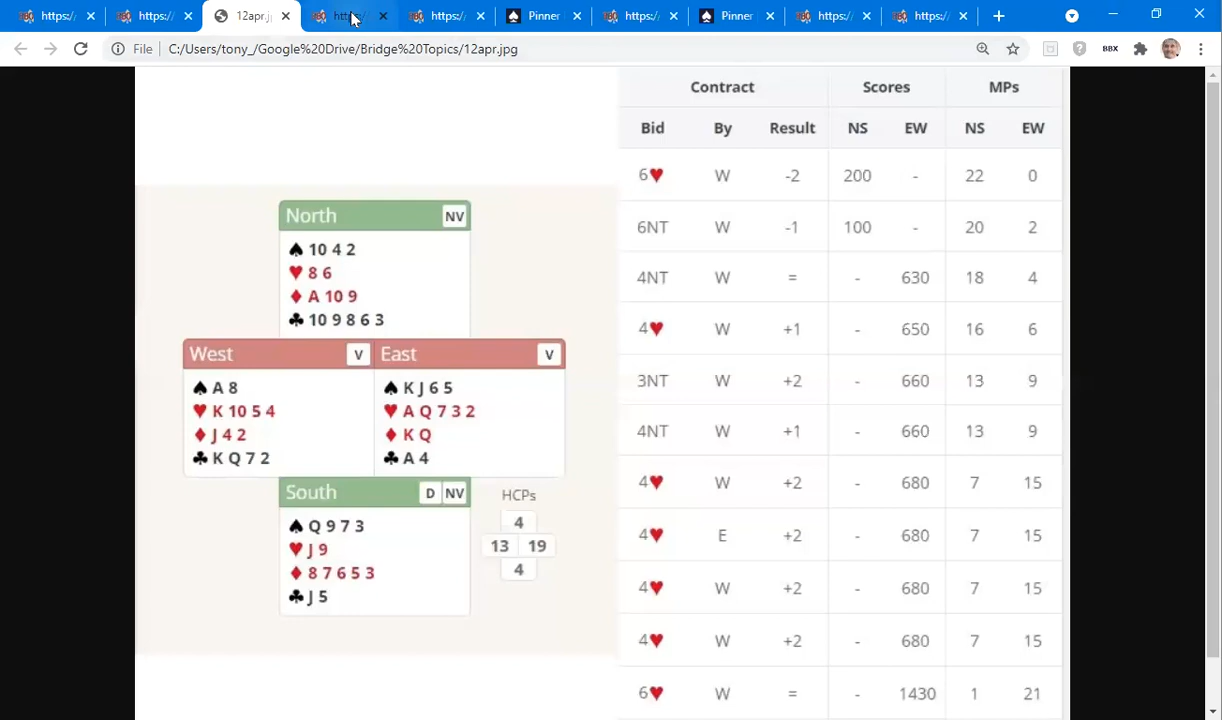 https:/
https:/
12apr.j
http:/
https:/
Pinner
https:/
Pinner
https:/
https:/
File C:/Users/tony_/Google%20Drive/Bridge%20Topics/12apr.jpg
BBX
Contract Scores MPs
Bid By Result NS EW NS EW
6♥ W -2 200 - 22 0
6NT W -1 100 - 20 2
4NT W = - 630 18 4
4♥ W +1 - 650 16 6
3NT W +2 - 660 13 9
4NT W +1 - 660 13 9
4♥ W +2 - 680 7 15
4♥ E +2 - 680 7 15
4♥ W +2 - 680 7 15
4♥ W +2 - 680 7 15
6♥ W = - 1430 1 21
North NV
♠ 10 4 2
♥ 8 6
♦ A 10 9
♣ 10 9 8 6 3
West V
♠ A 8
♥ K 10 5 4
♦ J 4 2
♣ K Q 7 2
East V
♠ K J 6 5
♥ A Q 7 3 2
♦ K Q
♣ A 4
South D NV
♠ Q 9 7 3
♥ J 9
♦ 8 7 6 5 3
♣ J 5
HCPs
4
13 19
4